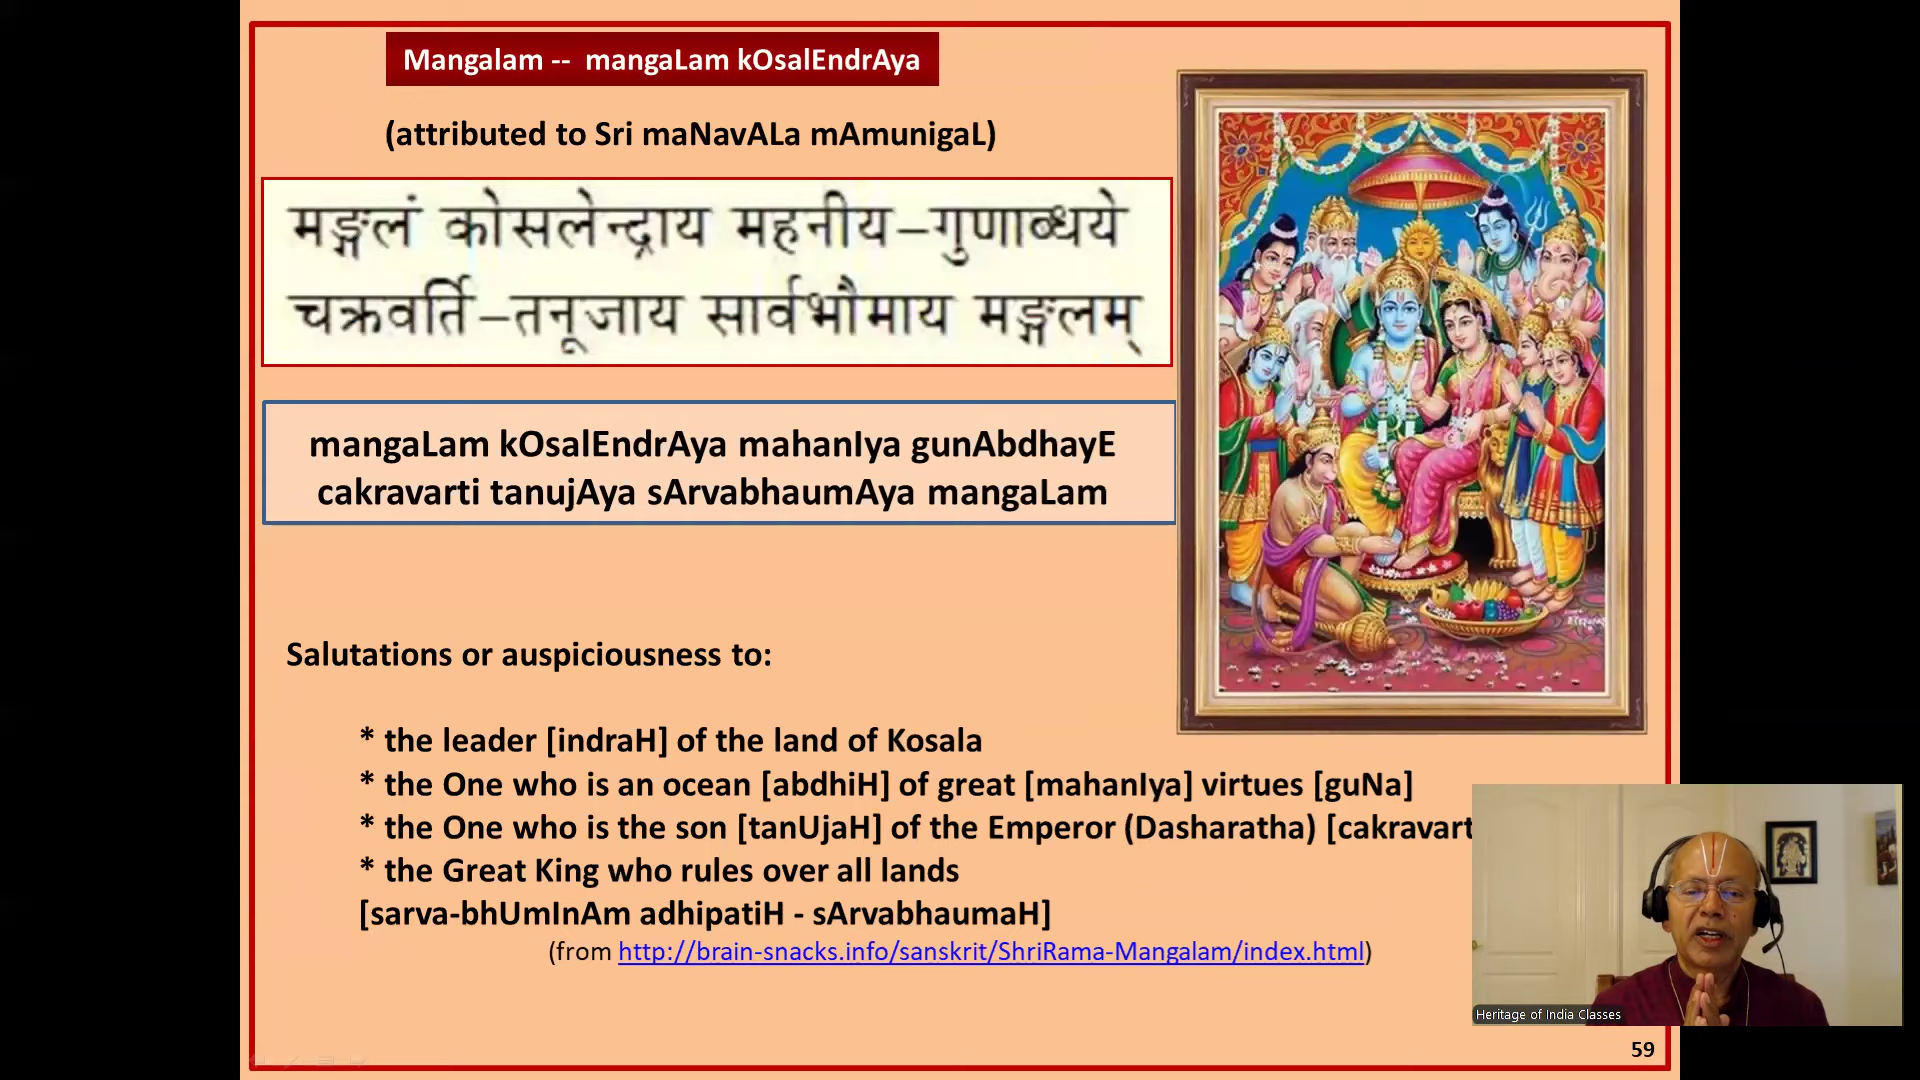 Mangalam -- mangaLam kOsalEndrAya
(attributed to Sri maNavALa mAmunigaL)
मङ्गलं कोसलेन्द्राय महनीय–गुणाब्धये
चक्रवर्ति–तनूजाय सार्वभौमाय मङ्गलम्
mangaLam kOsalEndrAya mahanIya gunAbdhayE
cakravarti tanujAya sArvabhaumAya mangaLam
Salutations or auspiciousness to:
* the leader [indraH] of the land of Kosala
* the One who is an ocean [abdhiH] of great [mahanIya] virtues [guNa]
* the One who is the son [tanUjaH] of the Emperor (Dasharatha) [cakravart
* the Great King who rules over all lands
[sarva-bhUmInAm adhipatiH - sArvabhaumaH]
(from http://brain-snacks.info/sanskrit/ShriRama-Mangalam/index.html)
Heritage of India Classes
59